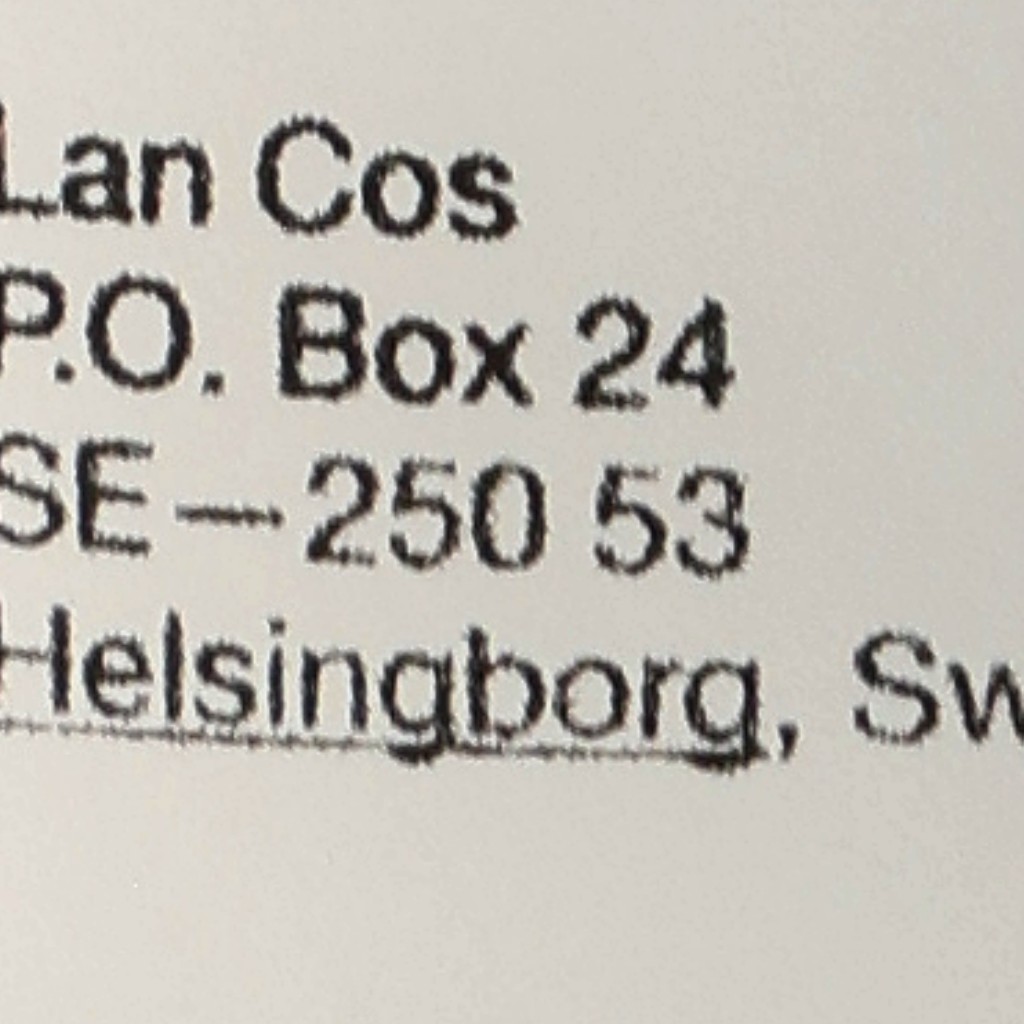 Lan Cos
P.O. Box 24
SE–250 53
Helsingborg, Sw